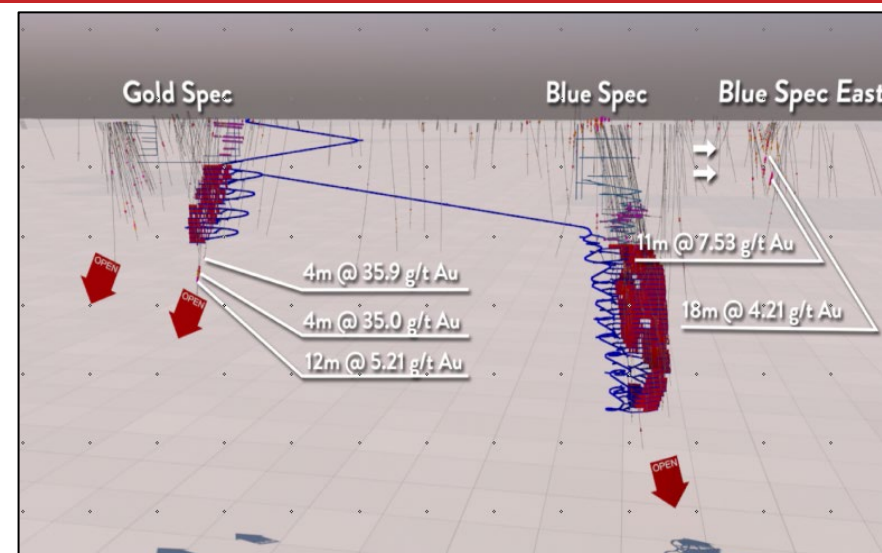 Gold Spec
Blue Spec
Blue Spec East
11m @ 7.53 g/t Au
OPEN
4m @ 35.9 g/t Au
OPEN
18m @ 4.21 g/t Au
4m @ 35.0 g/t Au
12m @ 5.21 g/t Au
OPEN